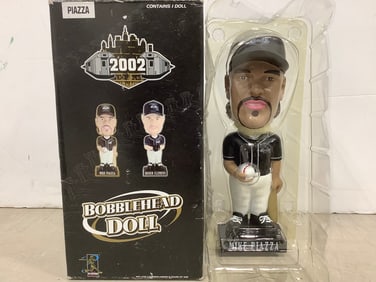 PIAZZA
CONTAINS 1 DOLL
2002
MIKE PIAZZA
ROGER CLEMENS
BOBBLEHEAD
DOLL
MIKE PIAZZA